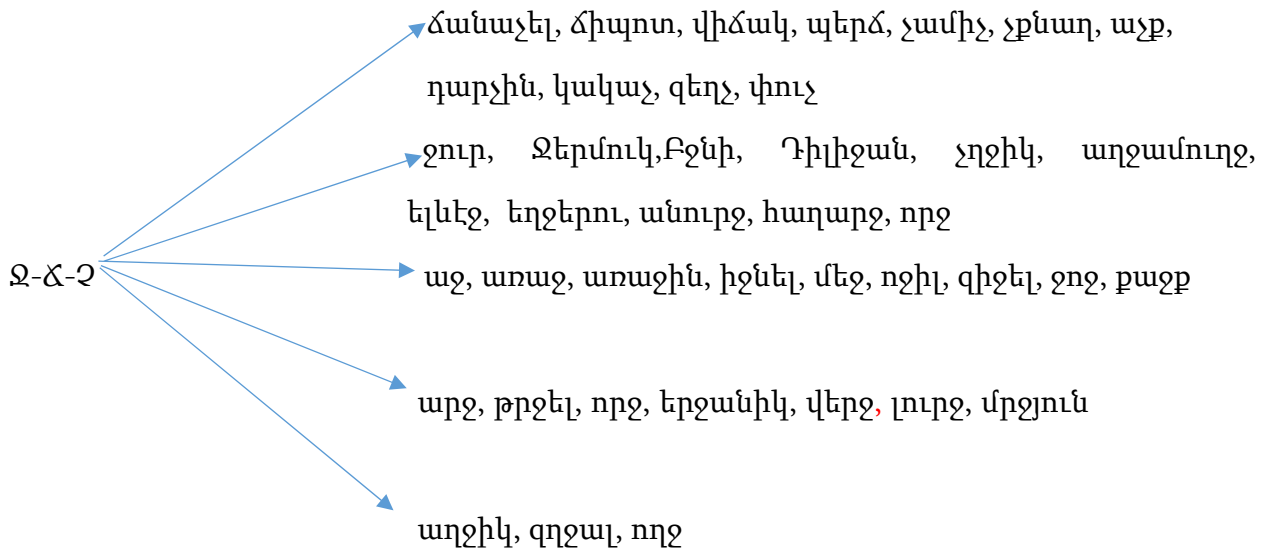 ճանաչել, ճիպոտ, վիճակ, պերճ, չամիչ, չքնաղ, աչք,
դարչին, կակաչ, զեղչ, փուչ
ջուր, Ջերմուկ,Բջնի, Դիլիջան, չղջիկ, աղջամուղջ,
ելևէջ, եղջերու, անուրջ, հաղարջ, որջ
Ջ-Ճ-Չ
աջ, առաջ, առաջին, իջնել, մեջ, ոջիլ, զիջել, ջոջ, քաջք
արջ, թրջել, որջ, երջանիկ, վերջ, լուրջ, մրջյուն
աղջիկ, զղջալ, ողջ